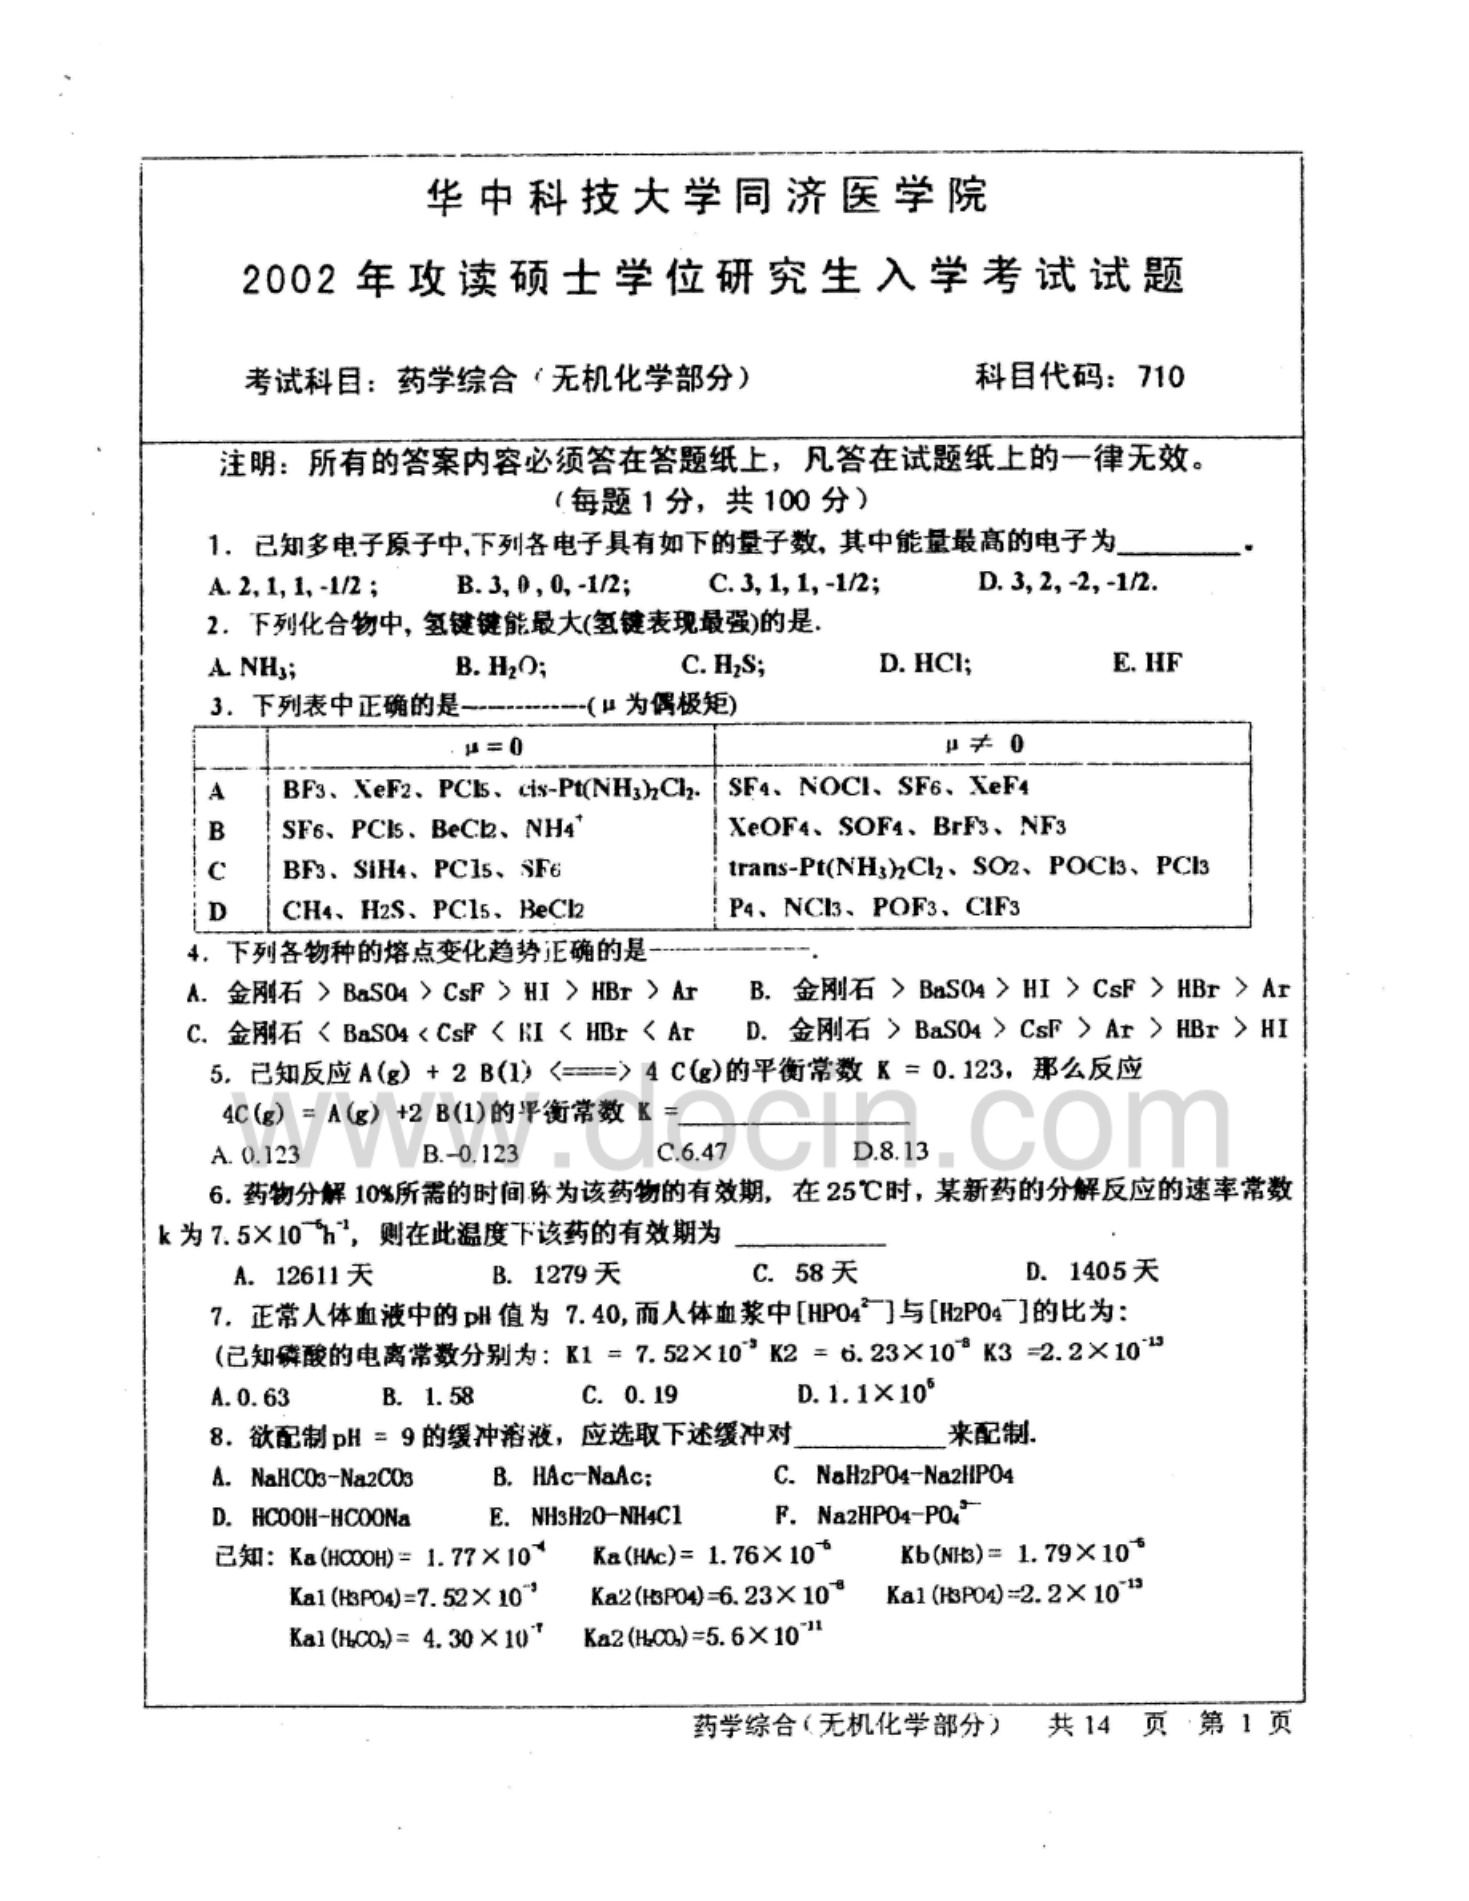 华中科技大学同济医学院
2002年攻读硕士学位研究生入学考试试题
考试科目：药学综合（无机化学部分） 科目代码：710
注明：所有的答案内容必须答在答题纸上，凡答在试题纸上的一律无效。
（每题1分，共100分）
1. 已知多电子原子中,下列各电子具有如下的量子数, 其中能量最高的电子为________.
A. 2, 1, 1, -1/2 ; B. 3, 0 , 0, -1/2; C. 3, 1, 1, -1/2; D. 3, 2, -2, -1/2.
2. 下列化合物中, 氢键键能最大(氢键表现最强)的是.
A. NH₃; B. H₂O; C. H₂S; D. HCl; E. HF
3. 下列表中正确的是------------(μ为偶极矩)
μ = 0 μ ≠ 0
A BF3、XeF2、PCl5、cis-Pt(NH₃)₂Cl₂. SF4、NOCl、SF6、XeF4
B SF6、PCl5、BeCl2、NH4⁺ XeOF4、SOF4、BrF3、NF3
C BF3、SiH4、PCl5、SF6 trans-Pt(NH₃)₂Cl₂、SO2、POCl3、PCl3
D CH4、H2S、PCl5、BeCl2 P4、NCl3、POF3、ClF3
4. 下列各物种的熔点变化趋势正确的是--------------.
A. 金刚石 > BaSO4 > CsF > HI > HBr > Ar B. 金刚石 > BaSO4 > HI > CsF > HBr > Ar
C. 金刚石 < BaSO4 < CsF < HI < HBr < Ar D. 金刚石 > BaSO4 > CsF > Ar > HBr > HI
5. 已知反应A(g) + 2 B(l) <====> 4 C(g)的平衡常数 K = 0.123, 那么反应
4C(g) = A(g) +2 B(l)的平衡常数 K =________
A. 0.123 B.-0.123 C.6.47 D.8.13
6. 药物分解10%所需的时间称为该药物的有效期, 在25℃时, 某新药的分解反应的速率常数
k为7.5×10⁻⁵h⁻¹, 则在此温度下该药的有效期为 ________
A. 12611天 B. 1279天 C. 58天 D. 1405天
7. 正常人体血液中的pH值为 7.40,而人体血浆中[HPO4²⁻]与[H2PO4⁻]的比为:
(已知磷酸的电离常数分别为: K1 = 7.52×10⁻³ K2 = 6.23×10⁻⁸ K3 =2.2×10⁻¹³
A.0.63 B. 1.58 C. 0.19 D.1.1×10⁵
8. 欲配制pH = 9的缓冲溶液, 应选取下述缓冲对________来配制.
A. NaHCO3-Na2CO3 B. HAc-NaAc; C. NaH2PO4-Na2HPO4
D. HCOOH-HCOONa E. NH3H2O-NH4Cl F. Na2HPO4-PO4³⁻
已知: Ka(HCOOH)= 1.77×10⁻⁴ Ka(HAc)= 1.76×10⁻⁵ Kb(NH3)= 1.79×10⁻⁵
Ka1(H3PO4)=7.52×10⁻³ Ka2(H3PO4)=6.23×10⁻⁸ Ka1(H3PO4)=2.2×10⁻¹³
Ka1(H₂CO₃)= 4.30×10⁻⁷ Ka2(H₂CO₃)=5.6×10⁻¹¹
药学综合（无机化学部分） 共14 页 第 1 页
www.docin.com